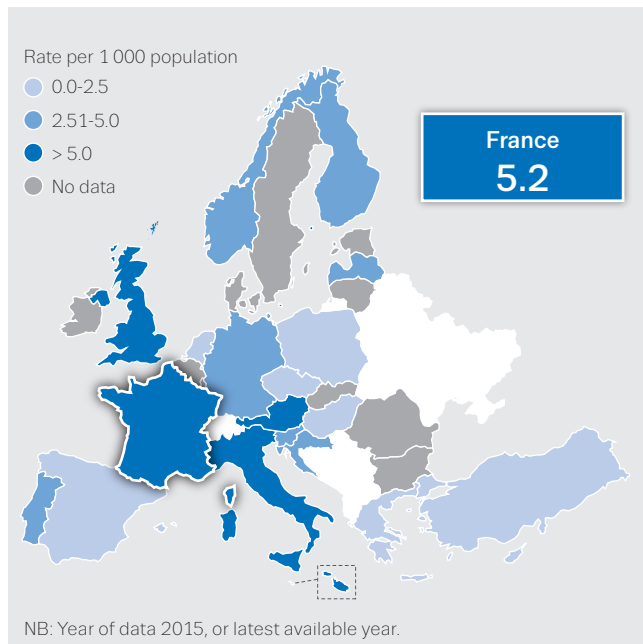 Rate per 1 000 population
0.0-2.5
2.51-5.0
> 5.0
No data
France
5.2
NB: Year of data 2015, or latest available year.